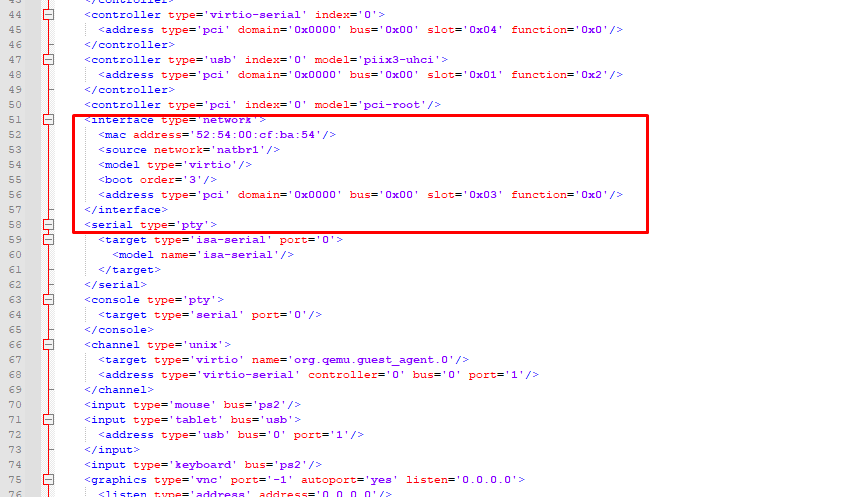 43 </controller>
44 <controller type='virtio-serial' index='0'>
45 <address type='pci' domain='0x0000' bus='0x00' slot='0x04' function='0x0'/>
46 </controller>
47 <controller type='usb' index='0' model='piix3-uhci'>
48 <address type='pci' domain='0x0000' bus='0x00' slot='0x01' function='0x2'/>
49 </controller>
50 <controller type='pci' index='0' model='pci-root'/>
51 <interface type='network'>
52 <mac address='52:54:00:cf:ba:54'/>
53 <source network='natbr1'/>
54 <model type='virtio'/>
55 <boot order='3'/>
56 <address type='pci' domain='0x0000' bus='0x00' slot='0x03' function='0x0'/>
57 </interface>
58 <serial type='pty'>
59 <target type='isa-serial' port='0'>
60 <model name='isa-serial'/>
61 </target>
62 </serial>
63 <console type='pty'>
64 <target type='serial' port='0'/>
65 </console>
66 <channel type='unix'>
67 <target type='virtio' name='org.qemu.guest_agent.0'/>
68 <address type='virtio-serial' controller='0' bus='0' port='1'/>
69 </channel>
70 <input type='mouse' bus='ps2'/>
71 <input type='tablet' bus='usb'>
72 <address type='usb' bus='0' port='1'/>
73 </input>
74 <input type='keyboard' bus='ps2'/>
75 <graphics type='vnc' port='-1' autoport='yes' listen='0.0.0.0'>
76 <listen type='address' address='0.0.0.0'/>